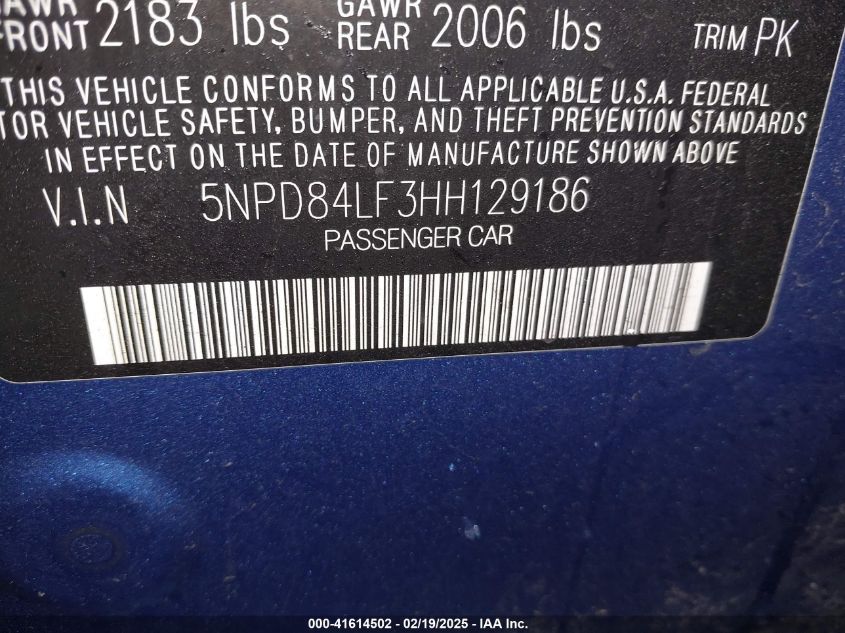 GAWR FRONT 2183 lbs GAWR REAR 2006 lbs TRIM PK
THIS VEHICLE CONFORMS TO ALL APPLICABLE U.S.A. FEDERAL
TOR VEHICLE SAFETY, BUMPER, AND THEFT PREVENTION STANDARDS
IN EFFECT ON THE DATE OF MANUFACTURE SHOWN ABOVE
V.I.N 5NPD84LF3HH129186
PASSENGER CAR
000-41614502 - 02/19/2025 - IAA Inc.